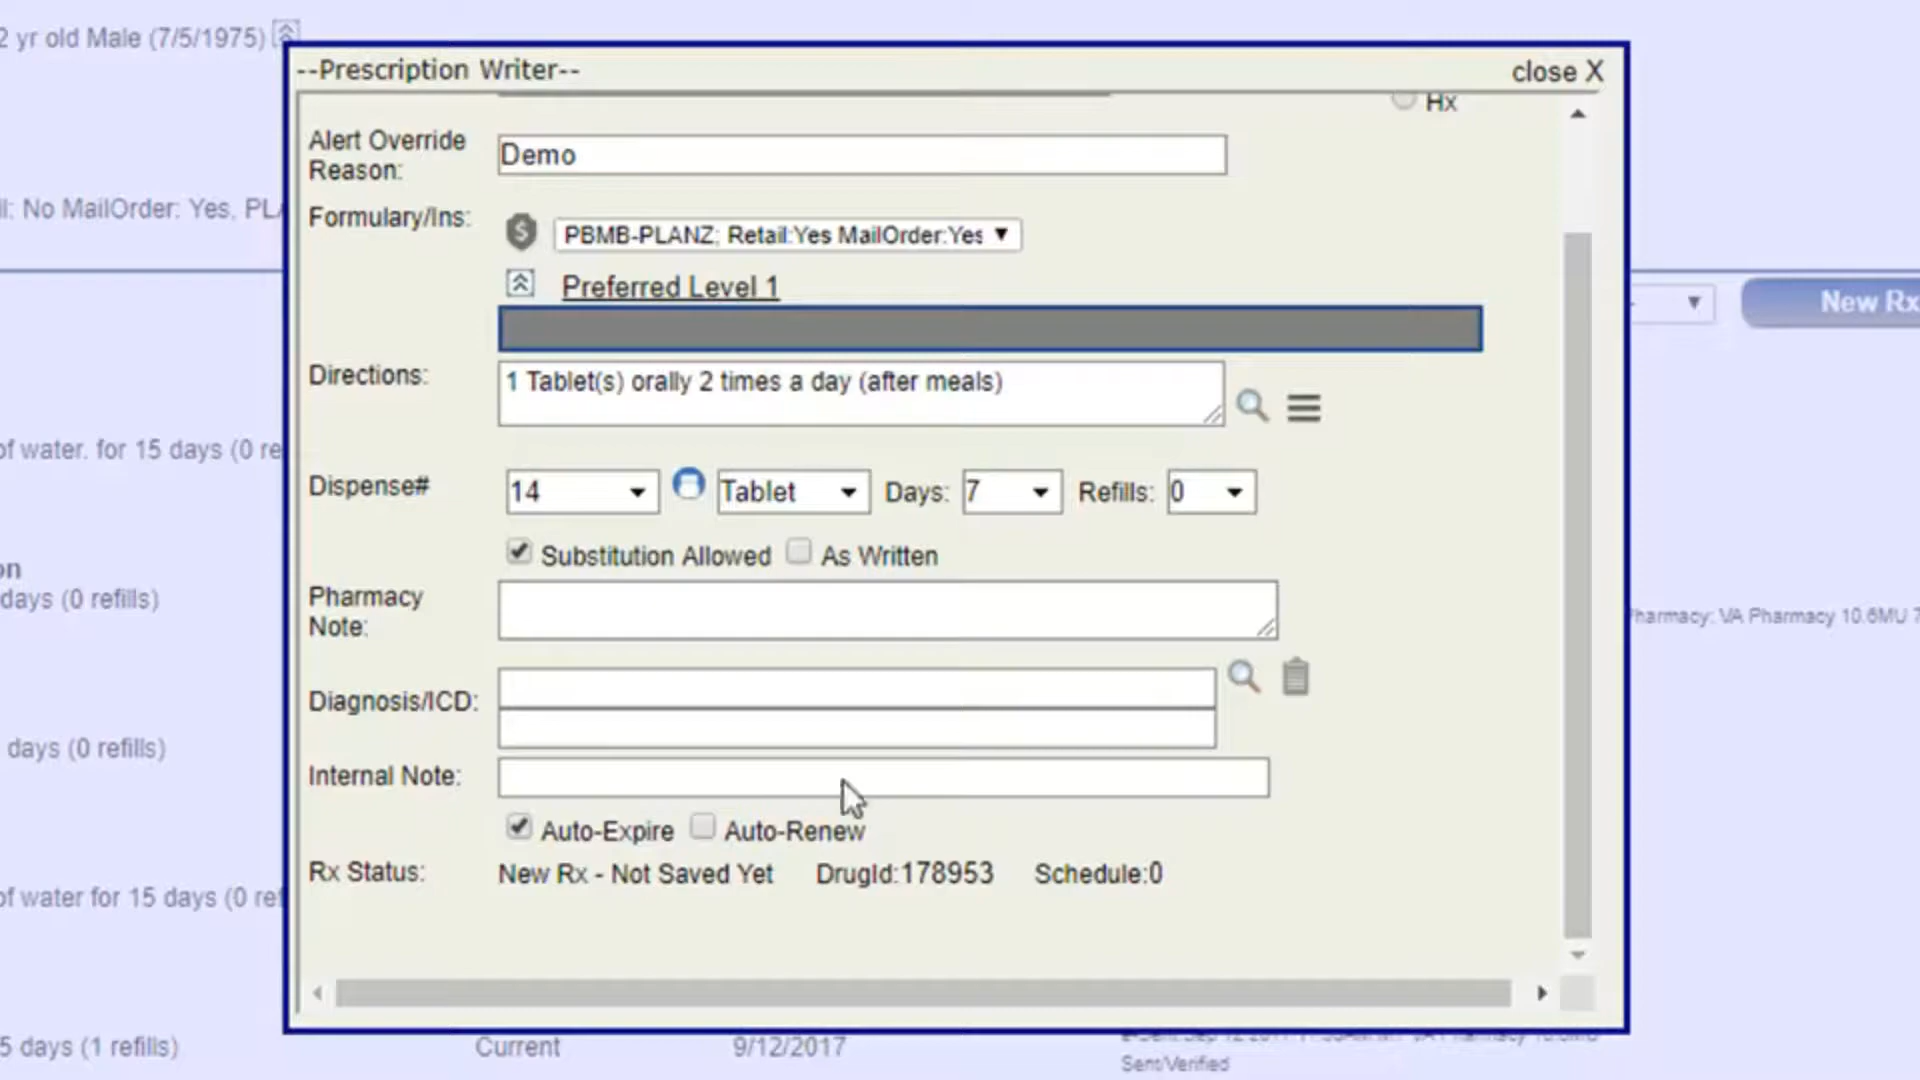 2 yr old Male (7/5/1975)
--Prescription Writer--
close X
Hx
Alert Override
Reason:
Demo
No MailOrder: Yes,
Formulary/Ins:
PBMB-PLANZ; Retail:Yes MailOrder:Yes
Preferred Level 1
New Rx
Directions:
1 Tablet(s) orally 2 times a day (after meals)
of water. for 15 days (0 re
Dispense#
14
Tablet
Days:
7
Refills:
0
Substitution Allowed
As Written
on
days (0 refills)
Pharmacy
Note:
Pharmacy: VA Pharmacy 10.6MU 7
Diagnosis/ICD:
days (0 refills)
Internal Note:
Auto-Expire
Auto-Renew
Rx Status:
New Rx - Not Saved Yet
DrugId:178953
Schedule:0
of water for 15 days (0 ref
5 days (1 refills)
Current
9/12/2017
Sent/Verified